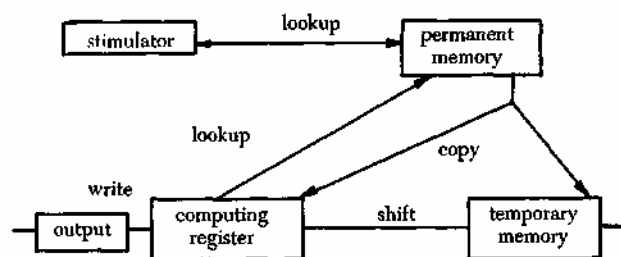 lookup
stimulator
permanent
memory
lookup
copy
write
output
computing
register
shift
temporary
memory